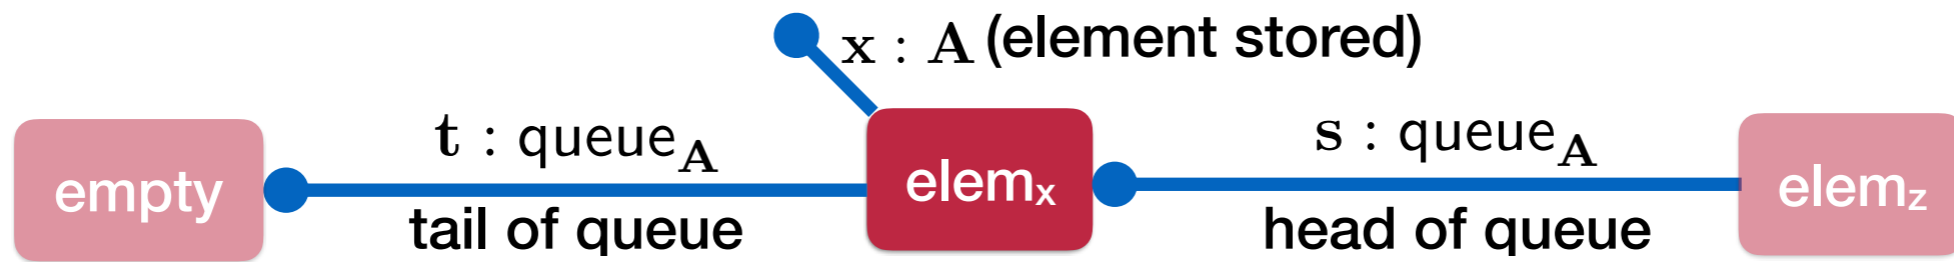 x : A (element stored)
t : queue_A
s : queue_A
empty
elem_x
elem_z
tail of queue
head of queue